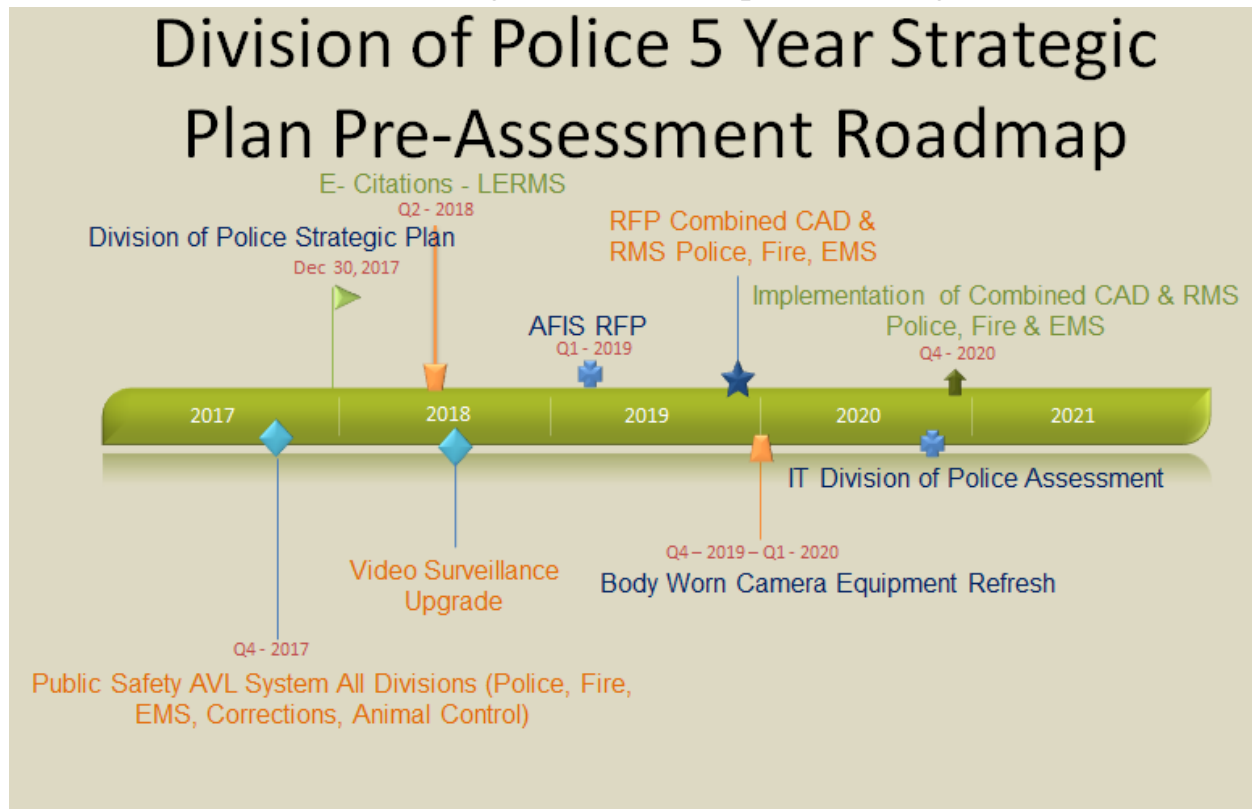 Division of Police 5 Year Strategic
Plan Pre-Assessment Roadmap
E- Citations - LERMS
Q2 - 2018
Division of Police Strategic Plan
Dec 30, 2017
RFP Combined CAD &
RMS Police, Fire, EMS
AFIS RFP
Q1 - 2019
Implementation of Combined CAD & RMS
Police, Fire & EMS
Q4 - 2020
2017
2018
2019
2020
2021
IT Division of Police Assessment
Video Surveillance
Upgrade
Q4 – 2019 – Q1 - 2020
Body Worn Camera Equipment Refresh
Q4 - 2017
Public Safety AVL System All Divisions (Police, Fire,
EMS, Corrections, Animal Control)